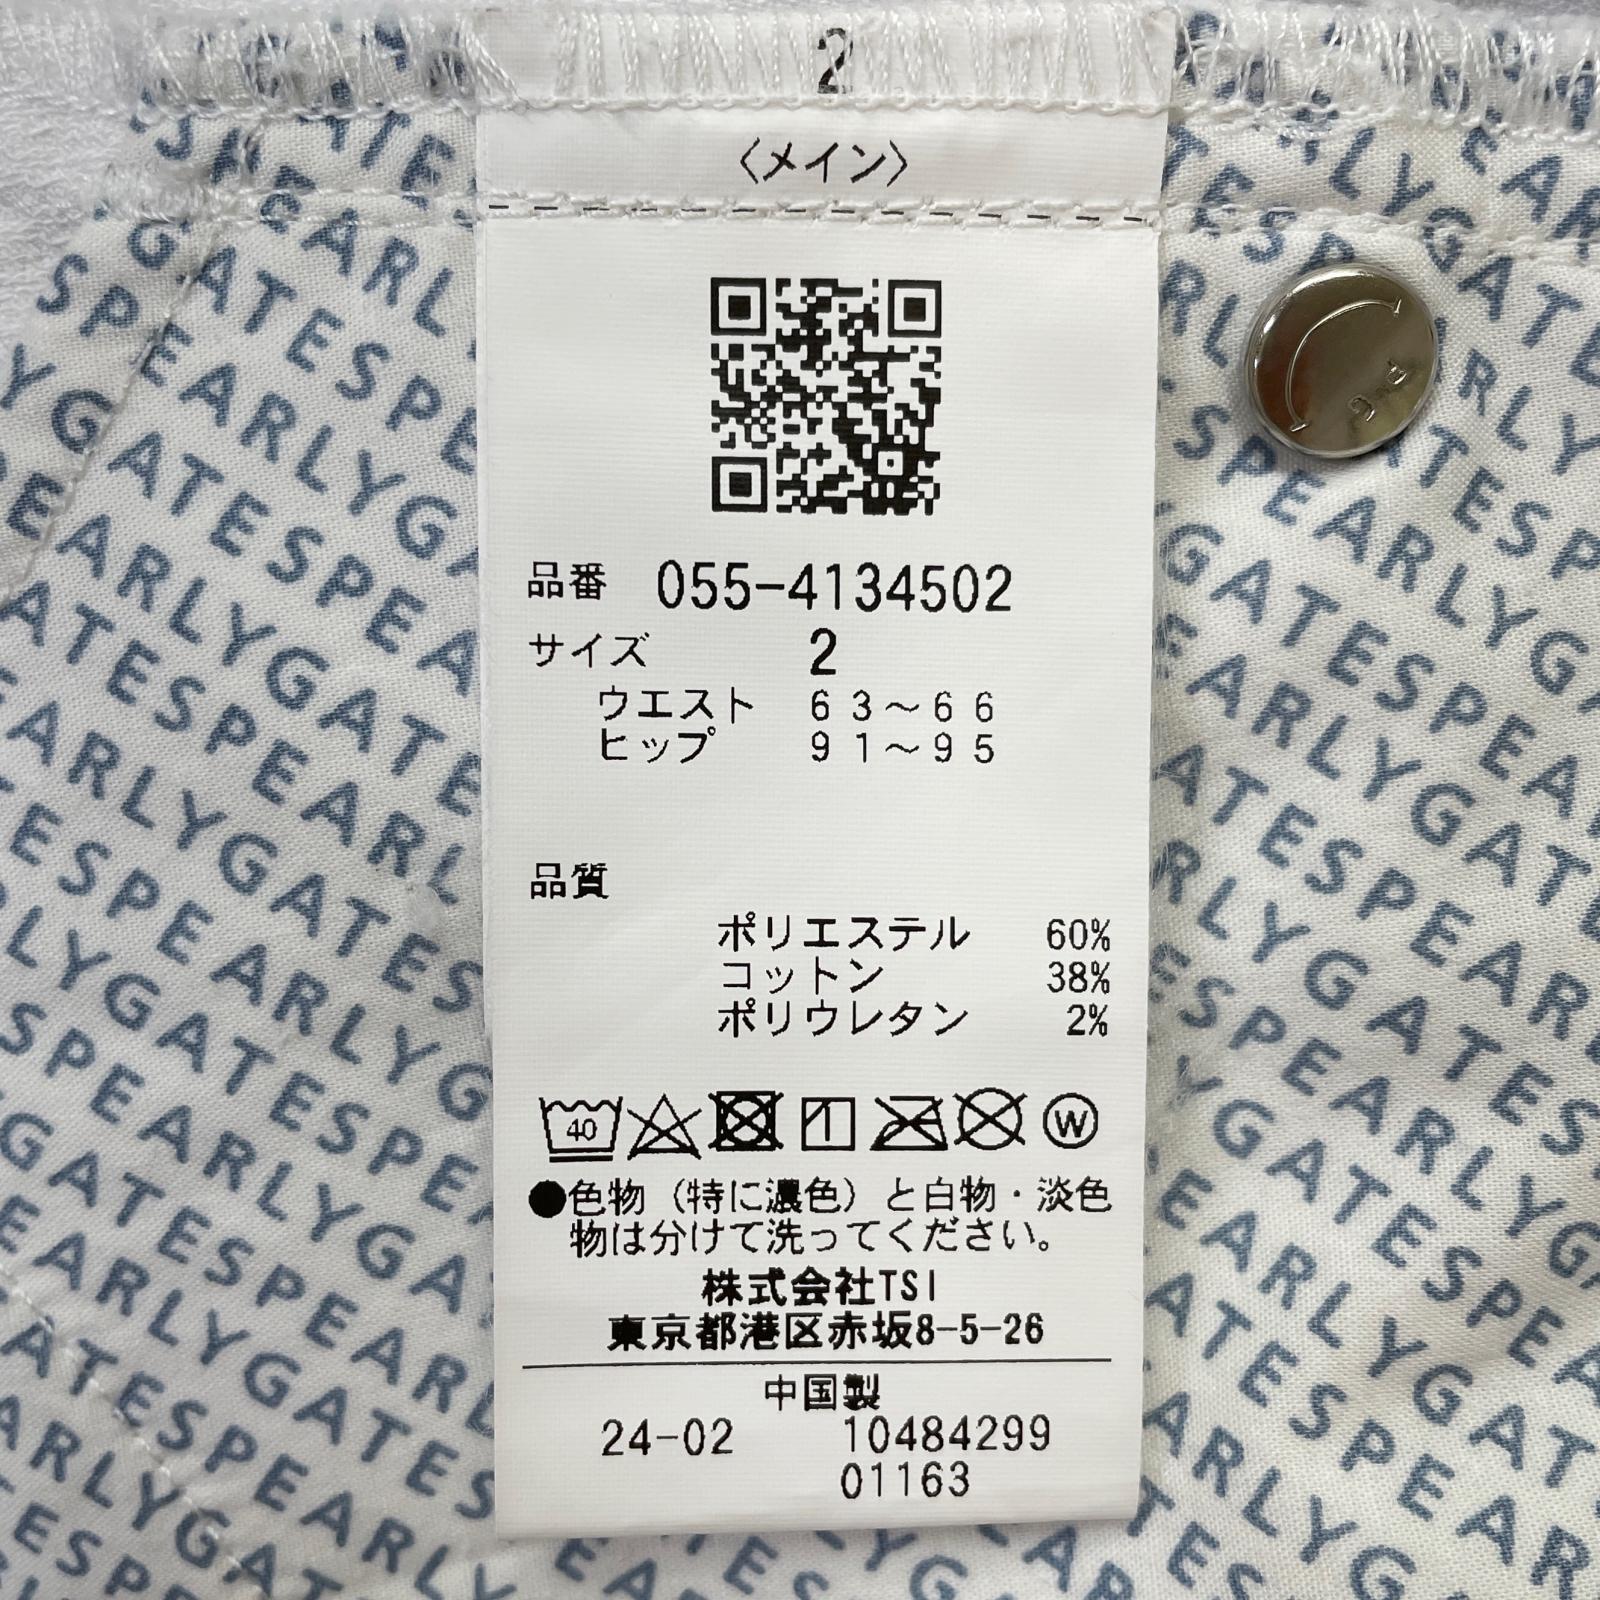 2
〈メイン〉
品番 055-4134502
サイズ 2
ウエスト 63～66
ヒップ 91～95
品質
ポリエステル 60%
コットン 38%
ポリウレタン 2%
40
W
●色物（特に濃色）と白物・淡色
物は分けて洗ってください。
株式会社TSI
東京都港区赤坂8-5-26
中国製
24-02 10484299
01163
PEARLYGATES